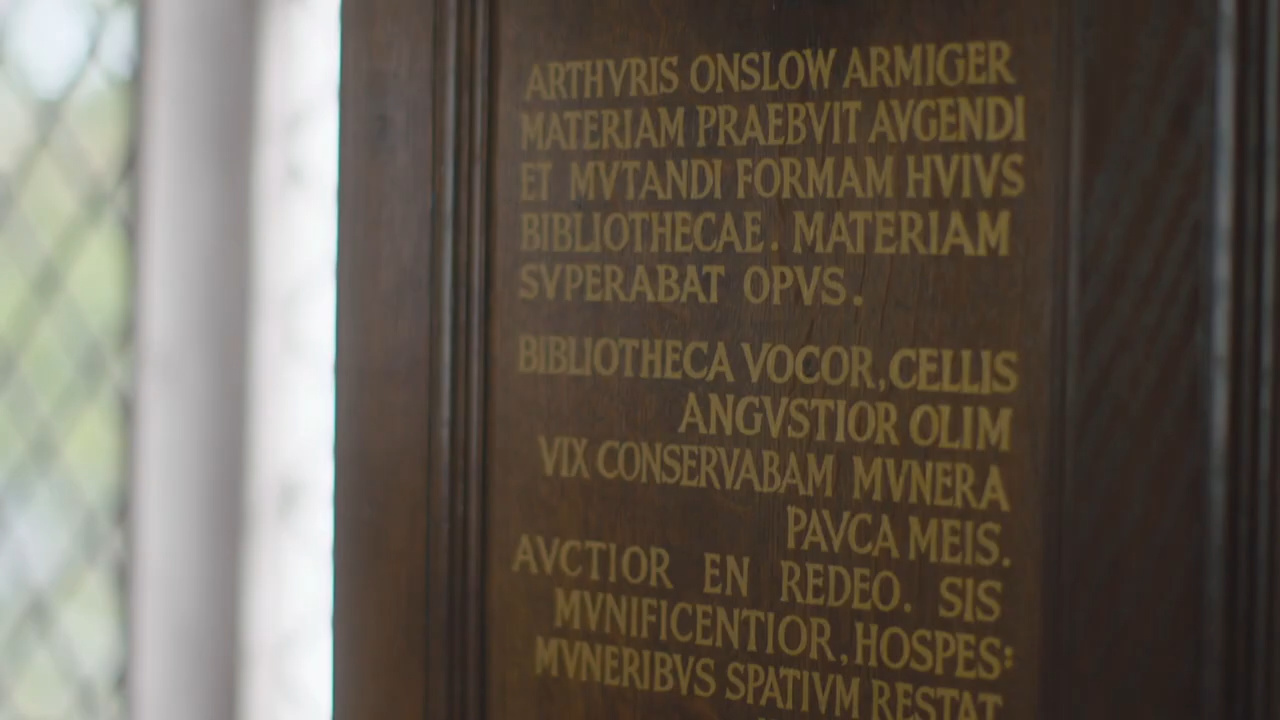 ARTHVRIS ONSLOW ARMIGER
MATERIAM PRAEBVIT AVGENDI
ET MVTANDI FORMAM HVIVS
BIBLIOTHECAE. MATERIAM
SVPERABAT OPVS.
BIBLIOTHECA VOCOR, CELLIS
ANGVSTIOR OLIM
VIX CONSERVABAM MVNERA
PAVCA MEIS.
AVCTIOR EN REDEO. SIS
MVNIFICENTIOR, HOSPES:
MVNERIBVS SPATIVM RESTAT